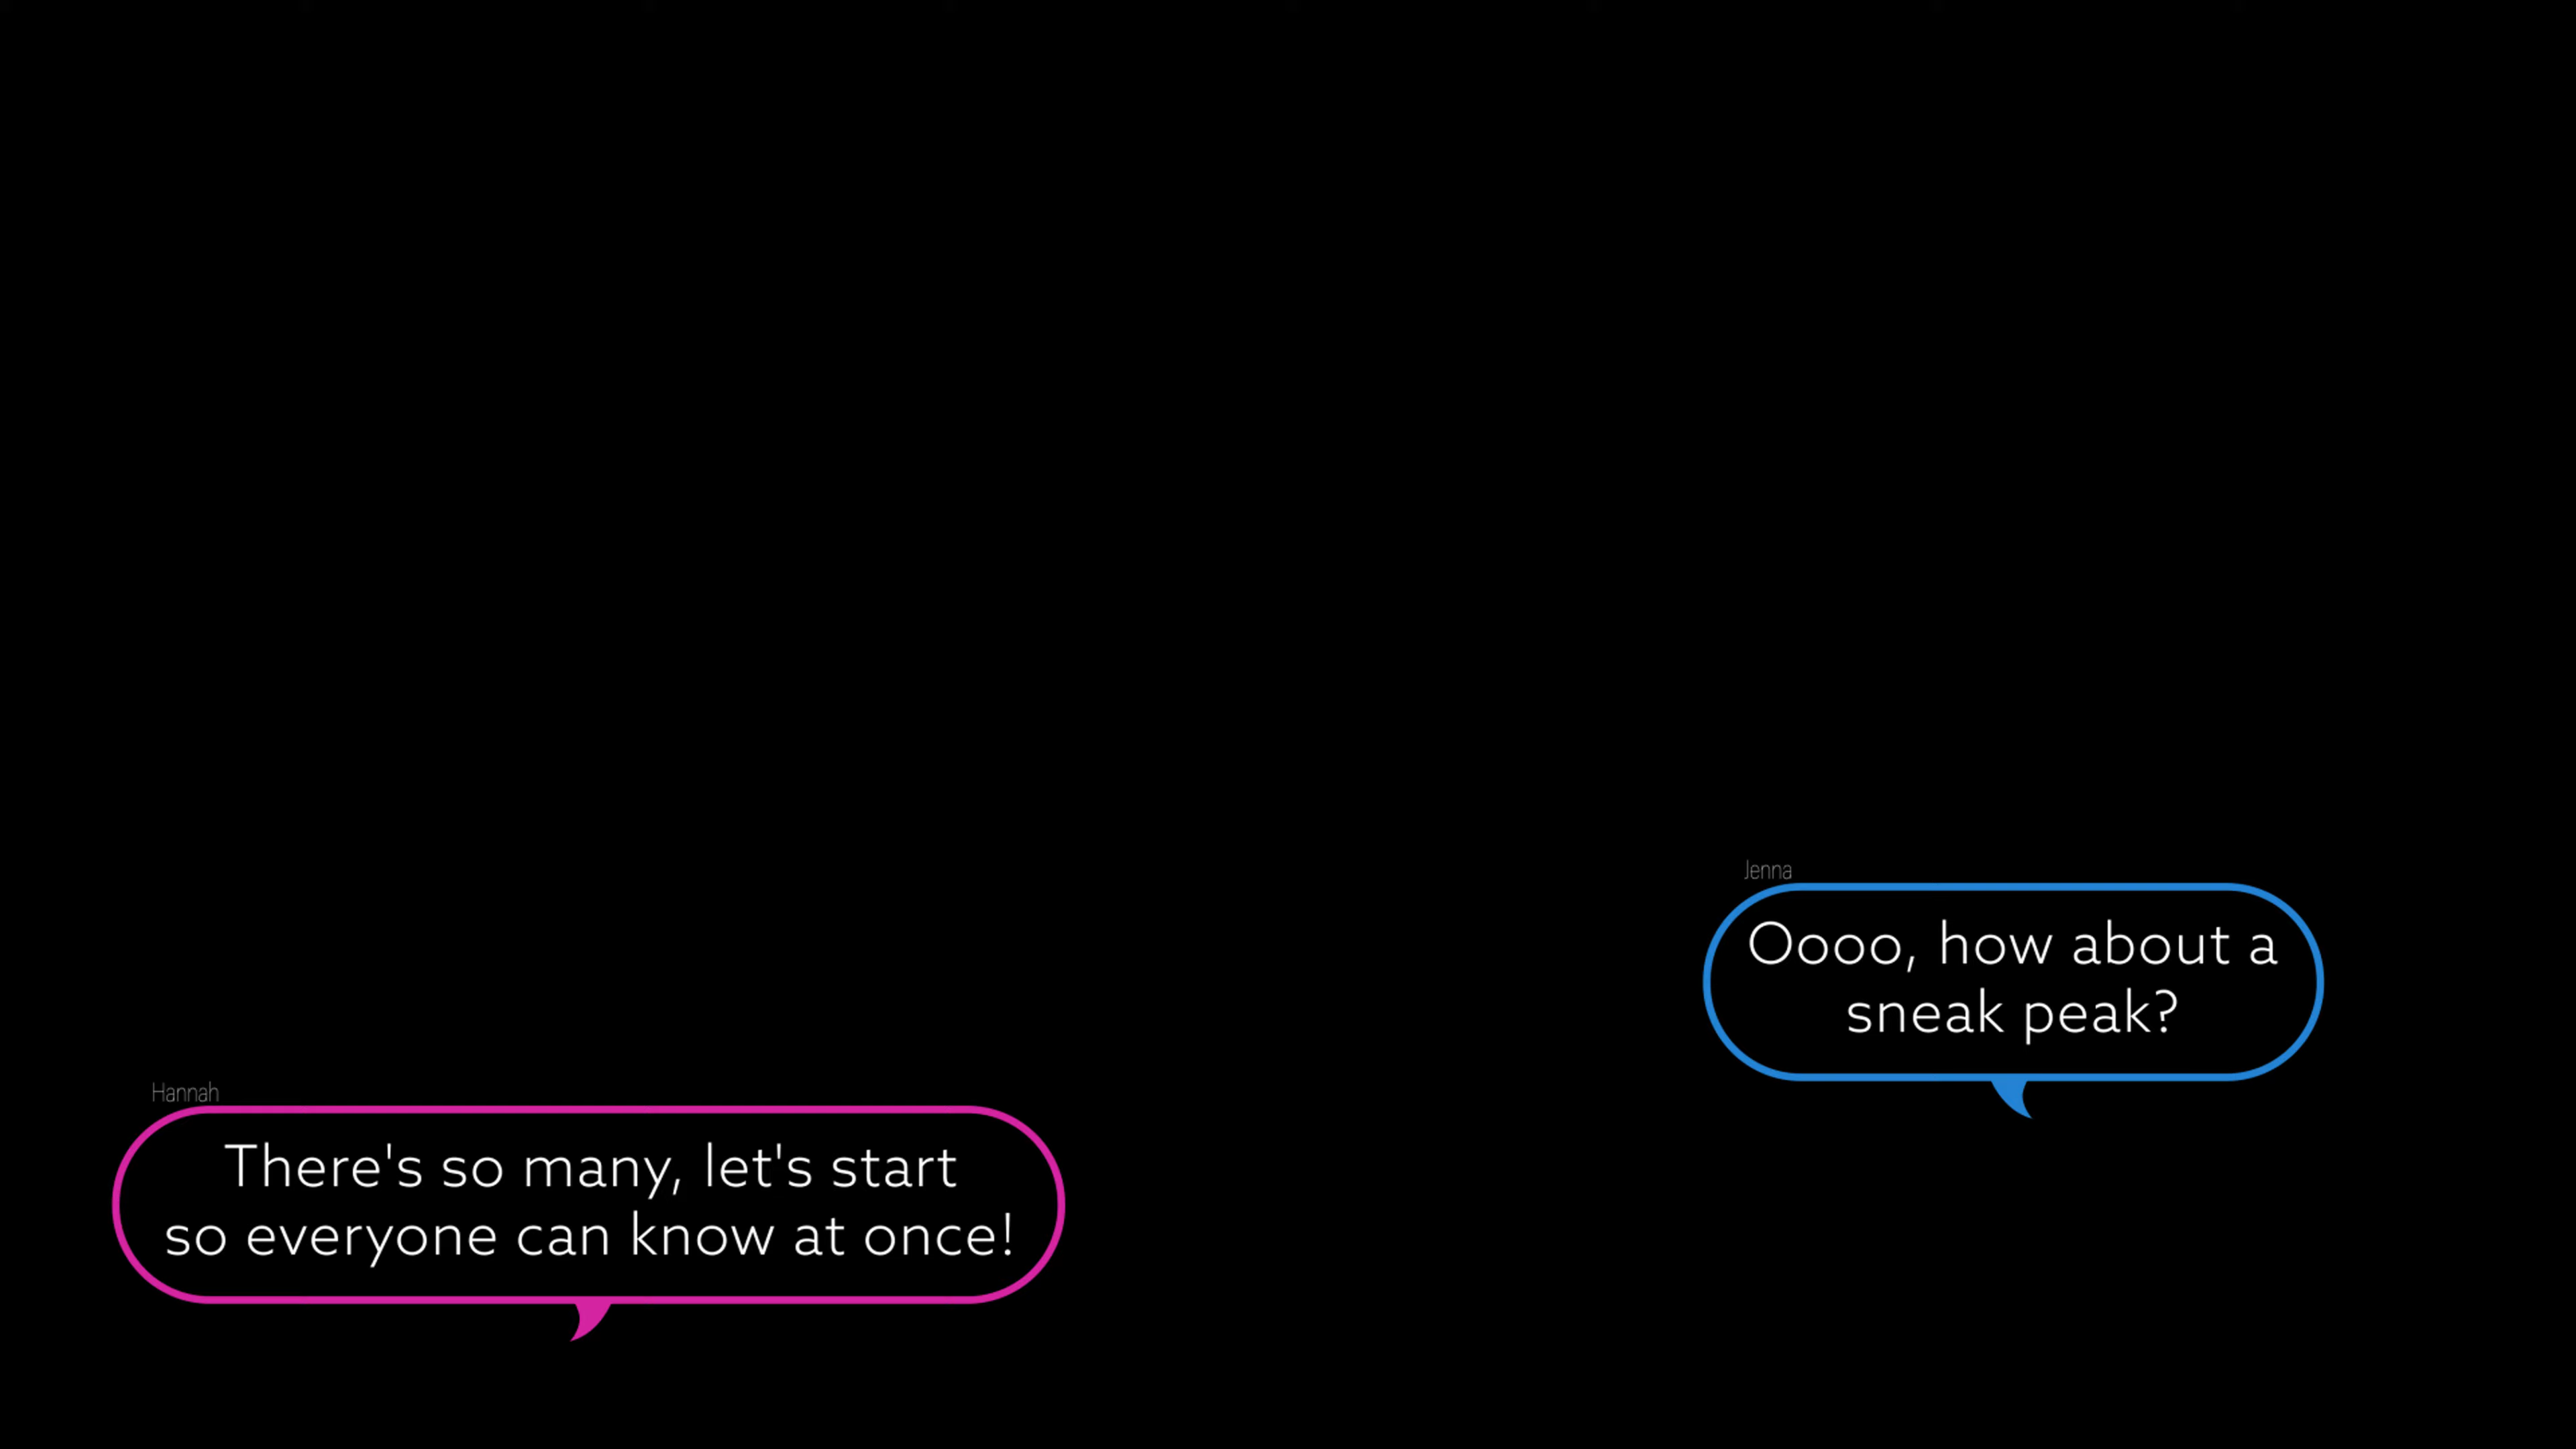 Jenna
Oooo, how about a
sneak peak?
Hannah
There's so many, let's start
so everyone can know at once!